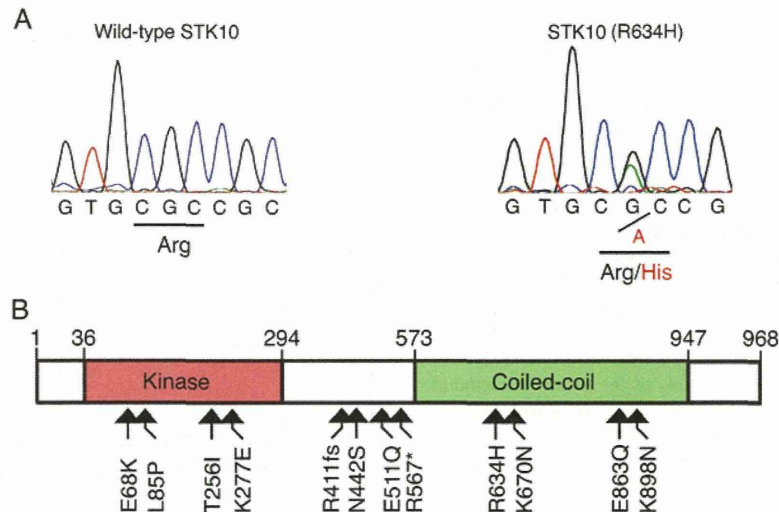 A
Wild-type STK10
STK10 (R634H)
G T G C G C C G C
G T G C G C C G
Arg
A
Arg/His
B
1 36 294 573 947 968
Kinase
Coiled-coil
E68K
L85P
T256I
K277E
R411fs
N442S
E511Q
R567*
R634H
K670N
E863Q
K898N